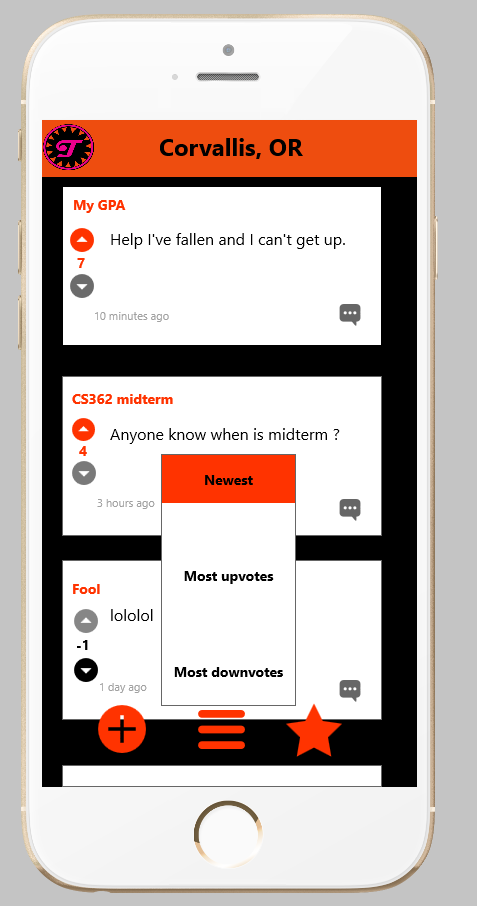 T
Corvallis, OR
My GPA
Help I've fallen and I can't get up.
7
10 minutes ago
CS362 midterm
Anyone know when is midterm ?
4
3 hours ago
Newest
Most upvotes
Most downvotes
Fool
lololol
-1
1 day ago